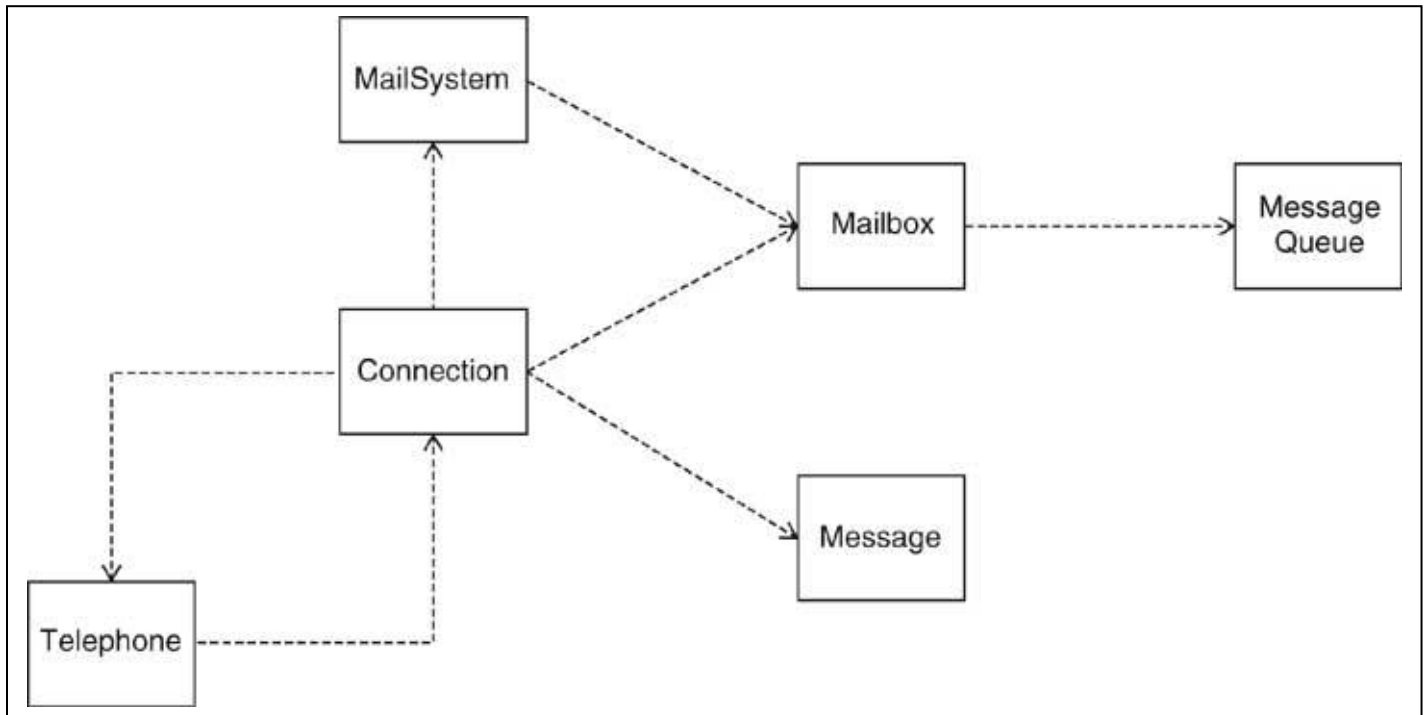 MailSystem
Mailbox
Message
Queue
Connection
Message
Telephone